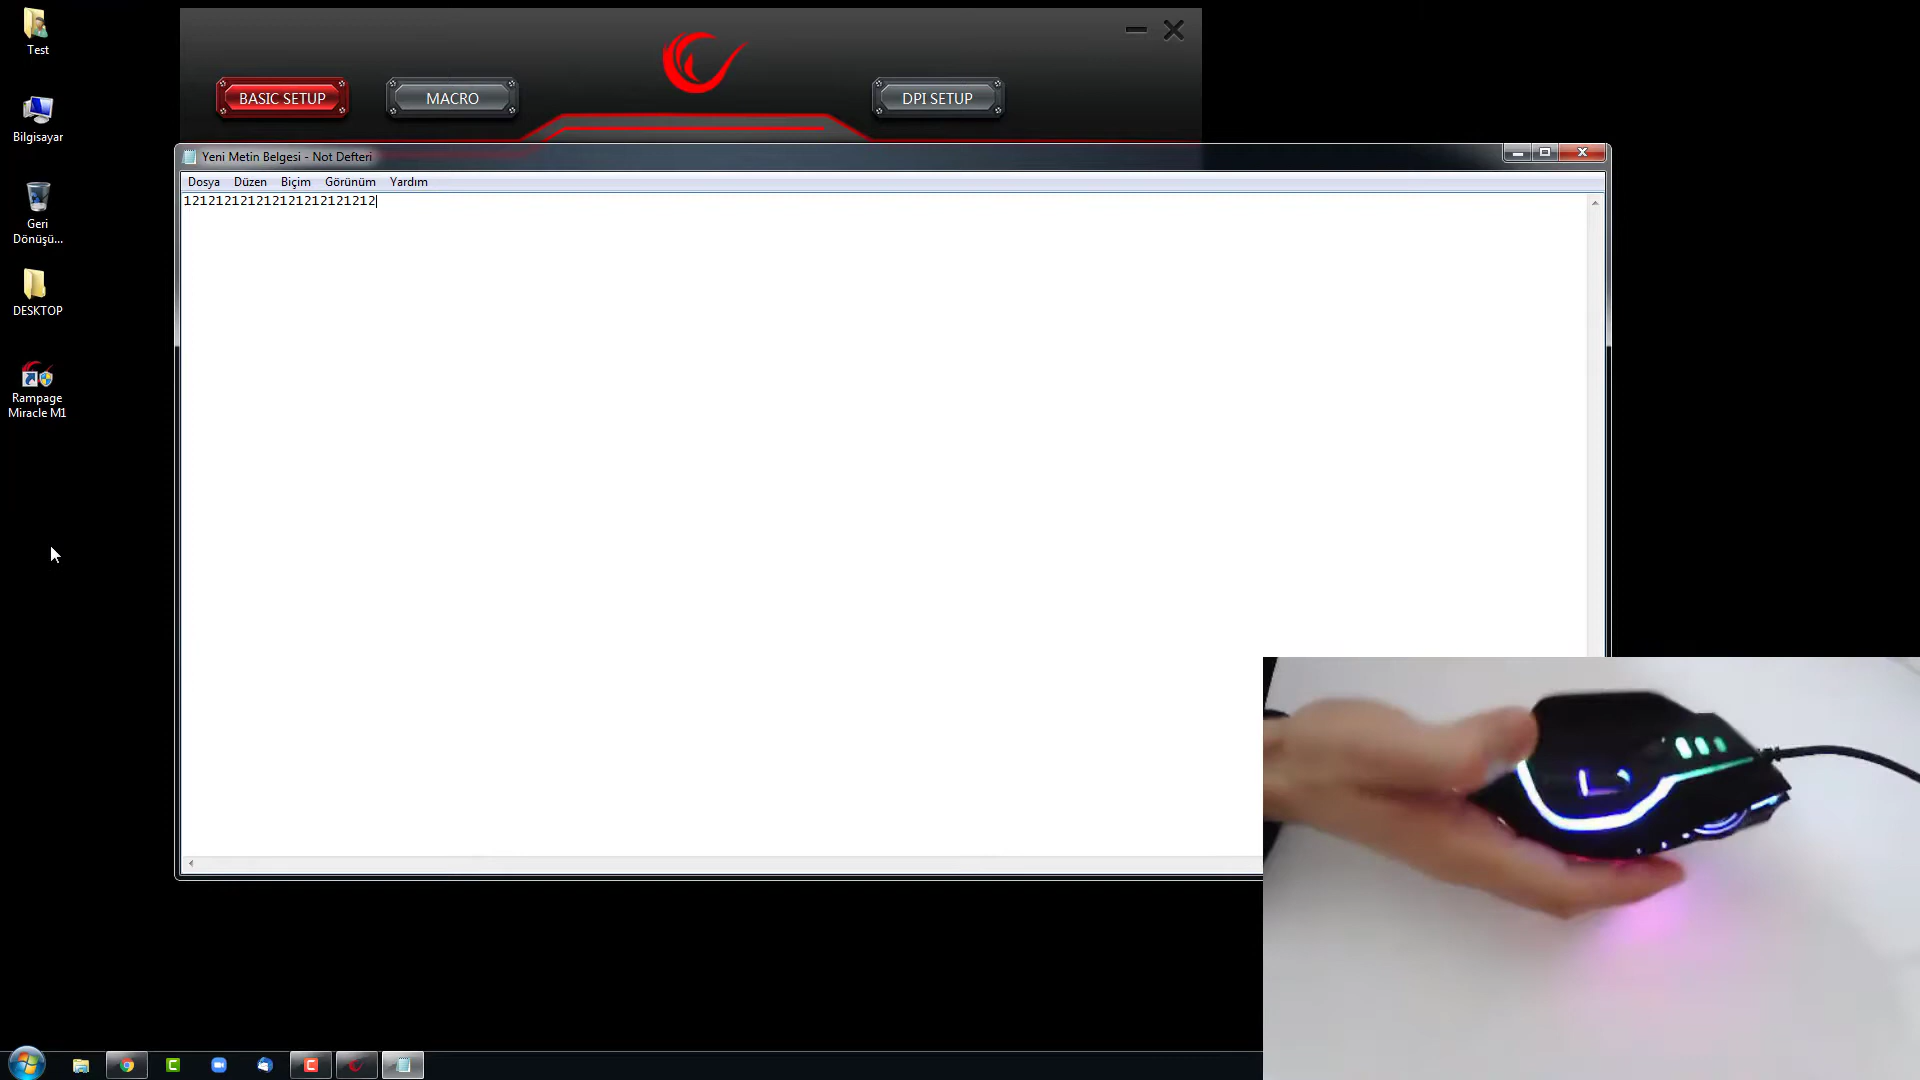 Test
Bilgisayar
Geri
Dönüşü...
DESKTOP
Rampage
Miracle M1
BASIC SETUP
MACRO
DPI SETUP
Yeni Metin Belgesi - Not Defteri
Dosya Düzen Biçim Görünüm Yardım
121212121212121212121212